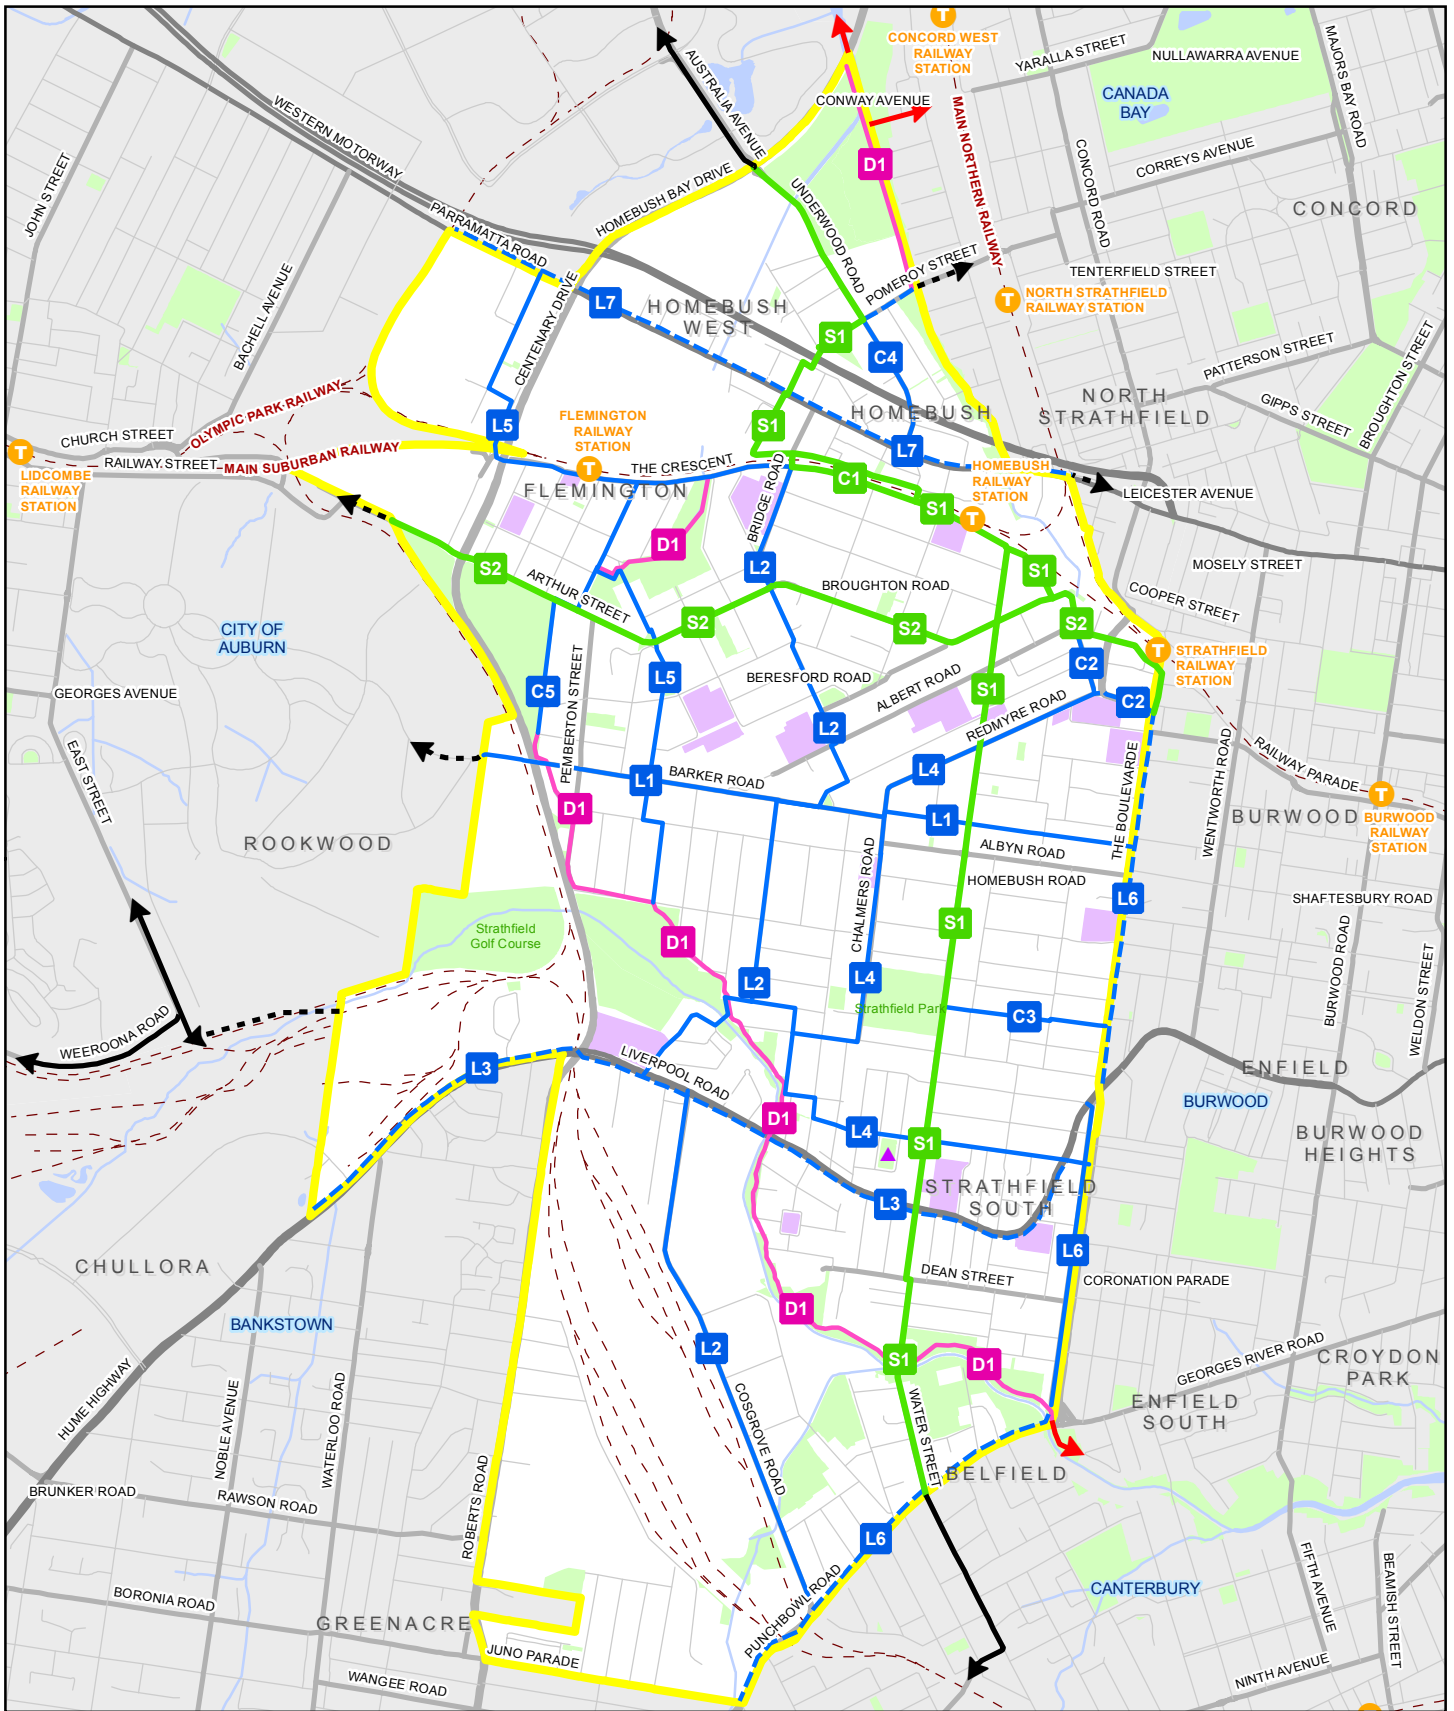 CONCORD WEST
RAILWAY
STATION
YARALLA STREET
NULLAWARRA AVENUE
MAJORS BAY ROAD
AUSTRALIA AVENUE
CANADA
BAY
CONWAY AVENUE
WESTERN MOTORWAY
MAIN NORTHERN RAILWAY
CONCORD ROAD
CORREYS AVENUE
JOHN STREET
D1
HOMEBUSH BAY DRIVE
UNDERWOOD ROAD
CONCORD
PARRAMATTA ROAD
POMEROY STREET
TENTERFIELD STREET
BACHELL AVENUE
CENTENARY DRIVE
L7
HOMEBUSH
WEST
NORTH STRATHFIELD
RAILWAY STATION
S1
C4
PATTERSON STREET
BROUGHTON STREET
OLYMPIC PARK RAILWAY
NORTH
STRATHFIELD
GIPPS STREET
FLEMINGTON
RAILWAY
STATION
HOMEBUSH
L5
S1
L7
CHURCH STREET
RAILWAY STREET
MAIN SUBURBAN RAILWAY
LIDCOMBE
RAILWAY
STATION
THE CRESCENT
FLEMINGTON
BRIDGE ROAD
C1
HOMEBUSH
RAILWAY
STATION
LEICESTER AVENUE
S1
D1
S2
L2
S1
MOSELY STREET
ARTHUR STREET
BROUGHTON ROAD
COOPER STREET
S2
S2
S2
CITY OF
AUBURN
STRATHFIELD
RAILWAY
STATION
PEMBERTON STREET
L5
C5
BERESFORD ROAD
ALBERT ROAD
S1
C2
C2
GEORGES AVENUE
EAST STREET
REDMYRE ROAD
L2
L4
THE BOULEVARDE
WENTWORTH ROAD
RAILWAY PARADE
L1
BARKER ROAD
D1
L1
BURWOOD
BURWOOD
RAILWAY
STATION
ROOKWOOD
CHALMERS ROAD
ALBYN ROAD
HOMEBUSH ROAD
L6
SHAFTESBURY ROAD
S1
Strathfield
Golf Course
D1
BURWOOD ROAD
WELDON STREET
L2
L4
Strathfield Park
C3
WEEROONA ROAD
L3
LIVERPOOL ROAD
ENFIELD
BURWOOD
D1
L4
S1
BURWOOD
HEIGHTS
L3
STRATHFIELD
SOUTH
CHULLORA
L6
DEAN STREET
CORONATION PARADE
BANKSTOWN
D1
L2
S1
D1
GEORGES RIVER ROAD
CROYDON
PARK
HUME HIGHWAY
NOBLE AVENUE
WATERLOO ROAD
COSGROVE ROAD
WATER STREET
ENFIELD
SOUTH
BELFIELD
BRUNKER ROAD
RAWSON ROAD
ROBERTS ROAD
L6
FIFTH AVENUE
BEAMISH STREET
CANTERBURY
BORONIA ROAD
GREENACRE
PUNCHBOWL ROAD
JUNO PARADE
WANGEE ROAD
NINTH AVENUE